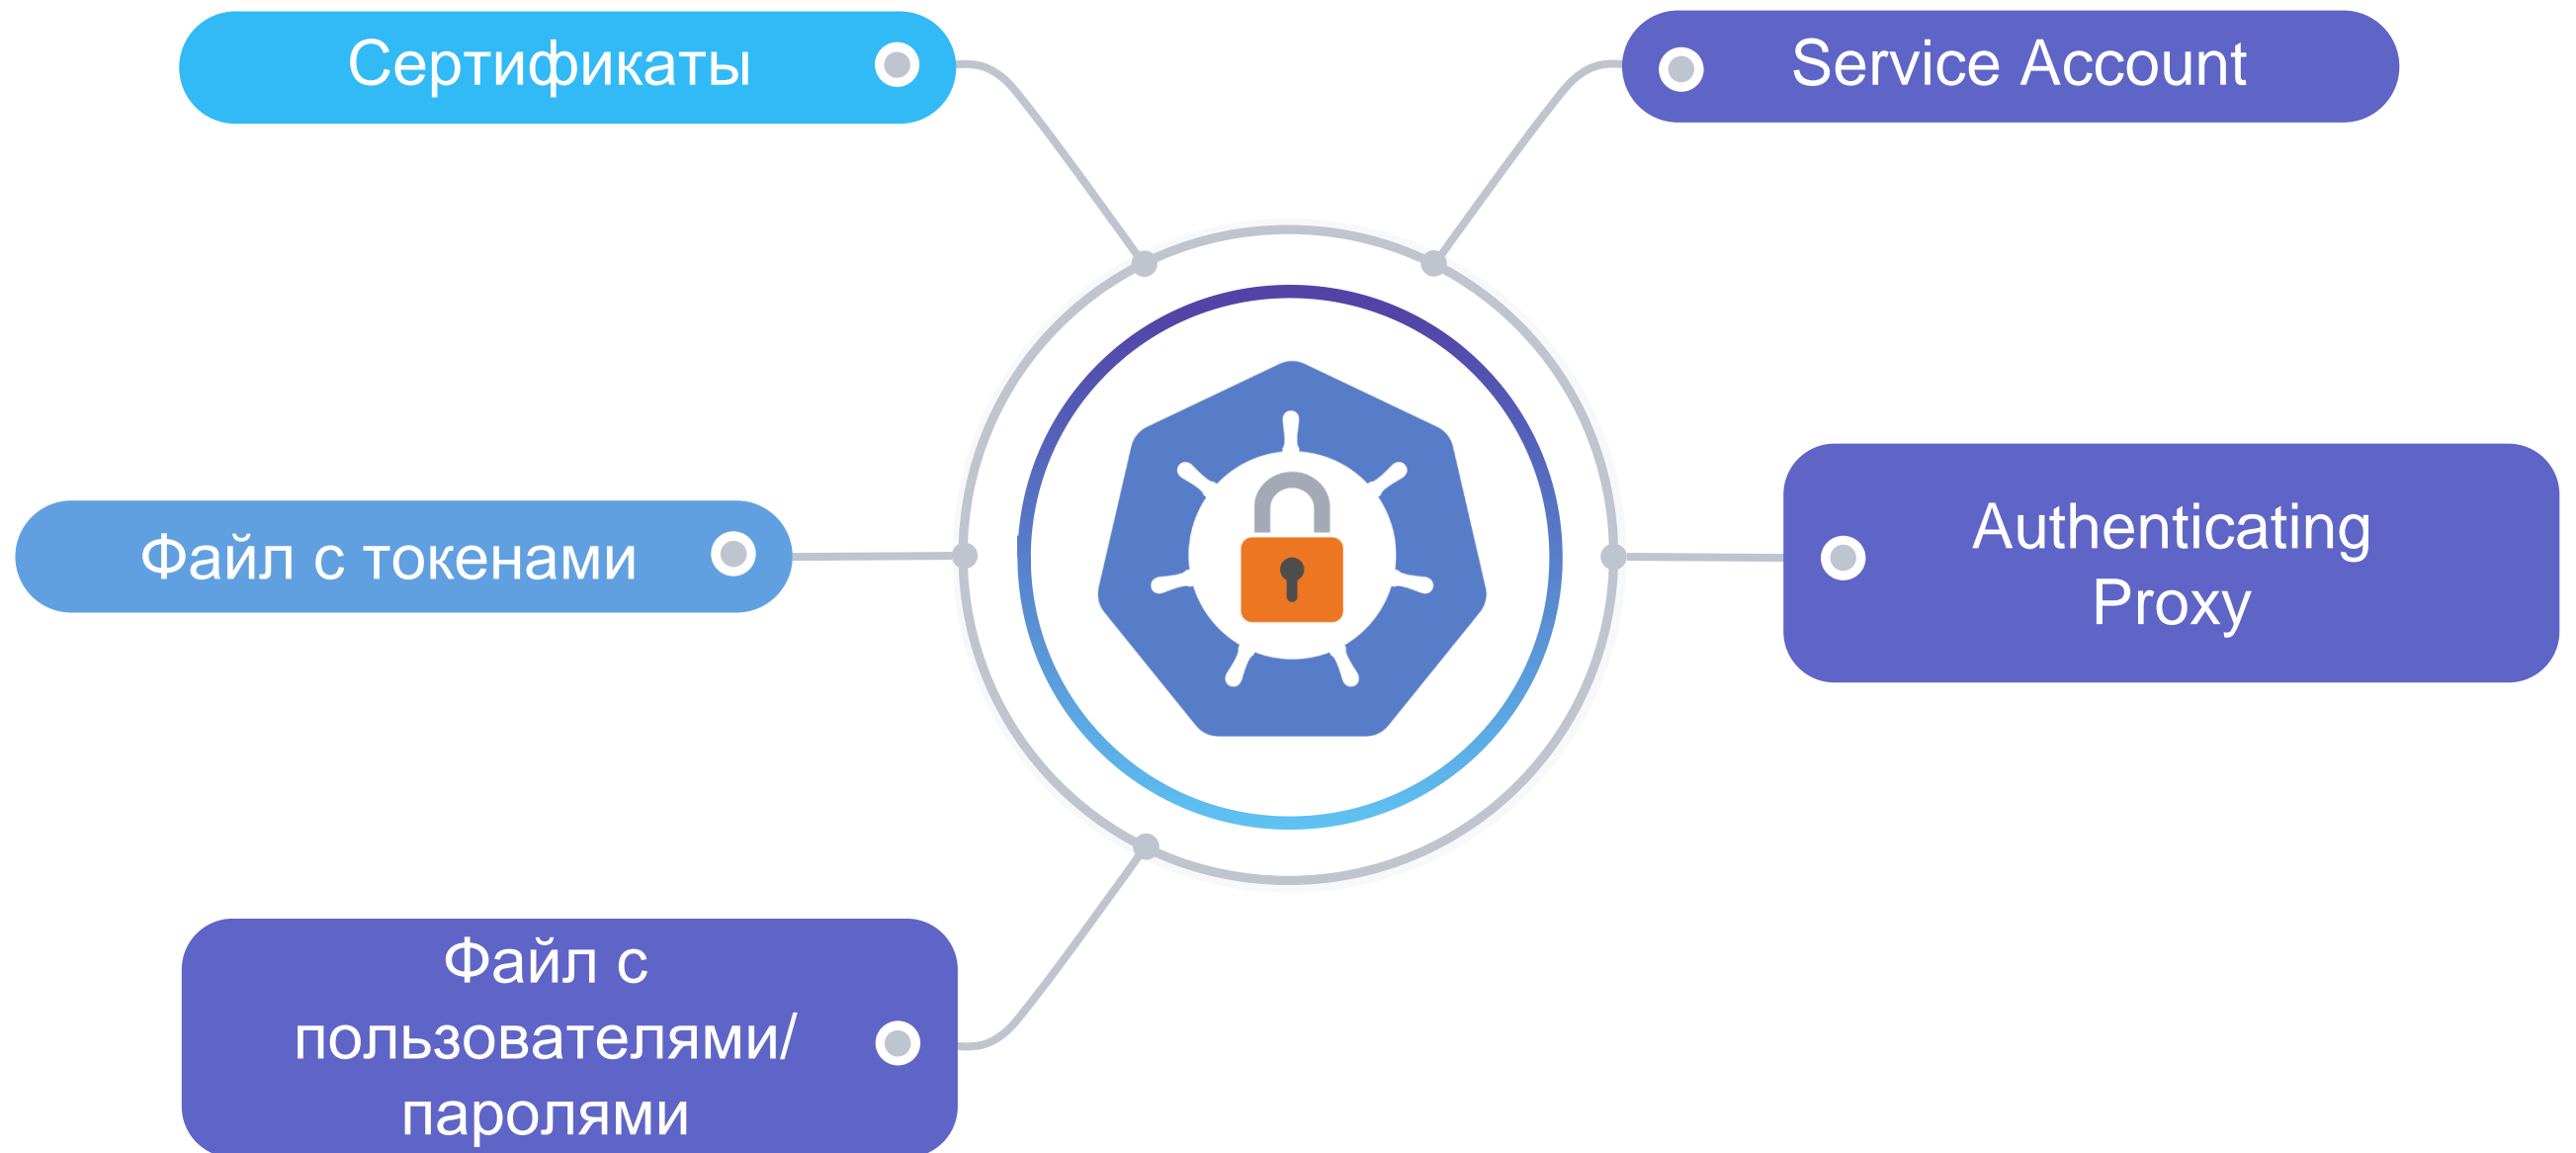 Сертификаты
Service Account
Файл с токенами
Authenticating
Proxy
Файл с
пользователями/
паролями